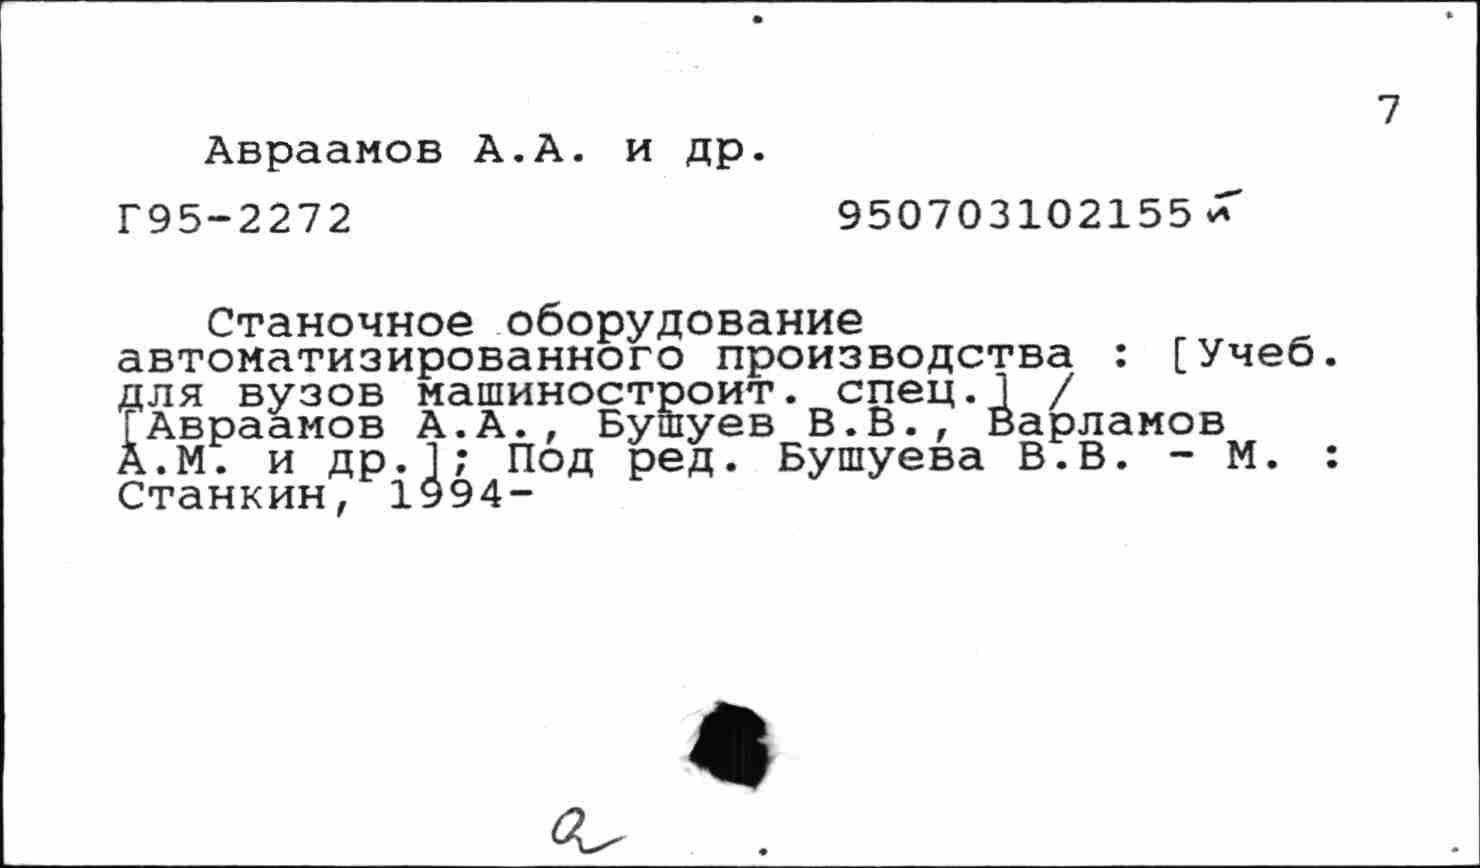 7
Авраамов А.А. и др.
Г95-2272 950703102155 й
Станочное оборудование
автоматизированного производства : [Учеб.
для вузов машиностроит. спец.] /
[Авраамов А.А., Бушуев В.В., Варламов
А.М. и др.]; Под ред. Бушуева В.В. - М. :
Станкин, 1994-
a